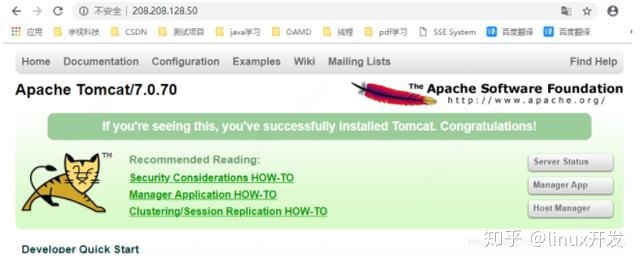 不安全 | 208.208.128.50
应用 宇视科技 CSDN 测试项目 java学习 DAMD 线程 pdf学习 SSE System 百度翻译 百度翻译
Home Documentation Configuration Examples Wiki Mailing Lists Find Help
Apache Tomcat/7.0.70
The Apache Software Foundation
http://www.apache.org/
If you're seeing this, you've successfully installed Tomcat. Congratulations!
TM
Recommended Reading:
Security Considerations HOW-TO
Manager Application HOW-TO
Clustering/Session Replication HOW-TO
Server Status
Manager App
Host Manager
Developer Quick Start
知乎 @linux开发